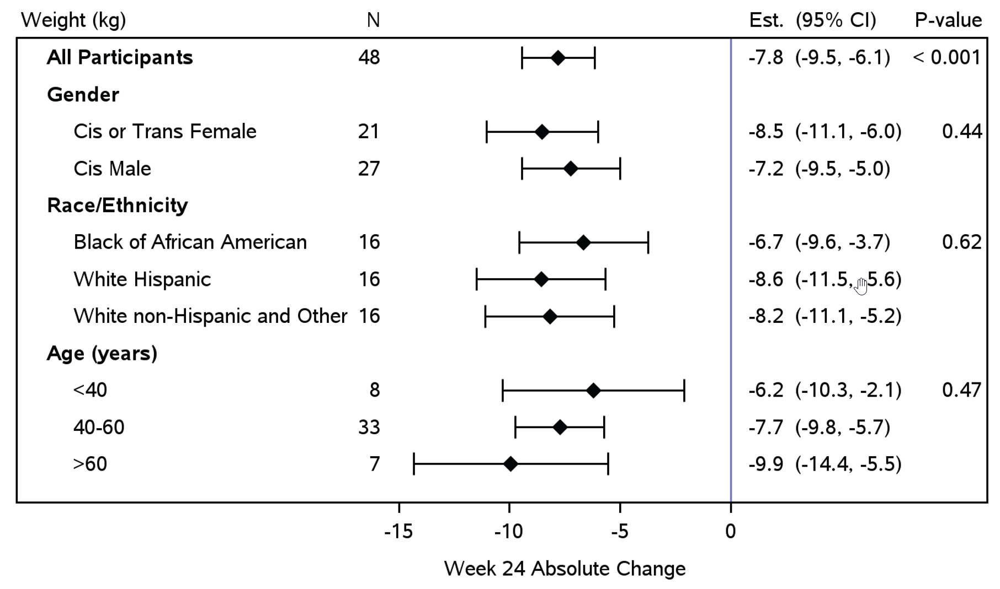 Weight (kg) N Est. (95% CI) P-value
All Participants 48 -7.8 (-9.5, -6.1) < 0.001
Gender
Cis or Trans Female 21 -8.5 (-11.1, -6.0) 0.44
Cis Male 27 -7.2 (-9.5, -5.0)
Race/Ethnicity
Black of African American 16 -6.7 (-9.6, -3.7) 0.62
White Hispanic 16 -8.6 (-11.5, -5.6)
White non-Hispanic and Other 16 -8.2 (-11.1, -5.2)
Age (years)
<40 8 -6.2 (-10.3, -2.1) 0.47
40-60 33 -7.7 (-9.8, -5.7)
>60 7 -9.9 (-14.4, -5.5)
-15 -10 -5 0
Week 24 Absolute Change